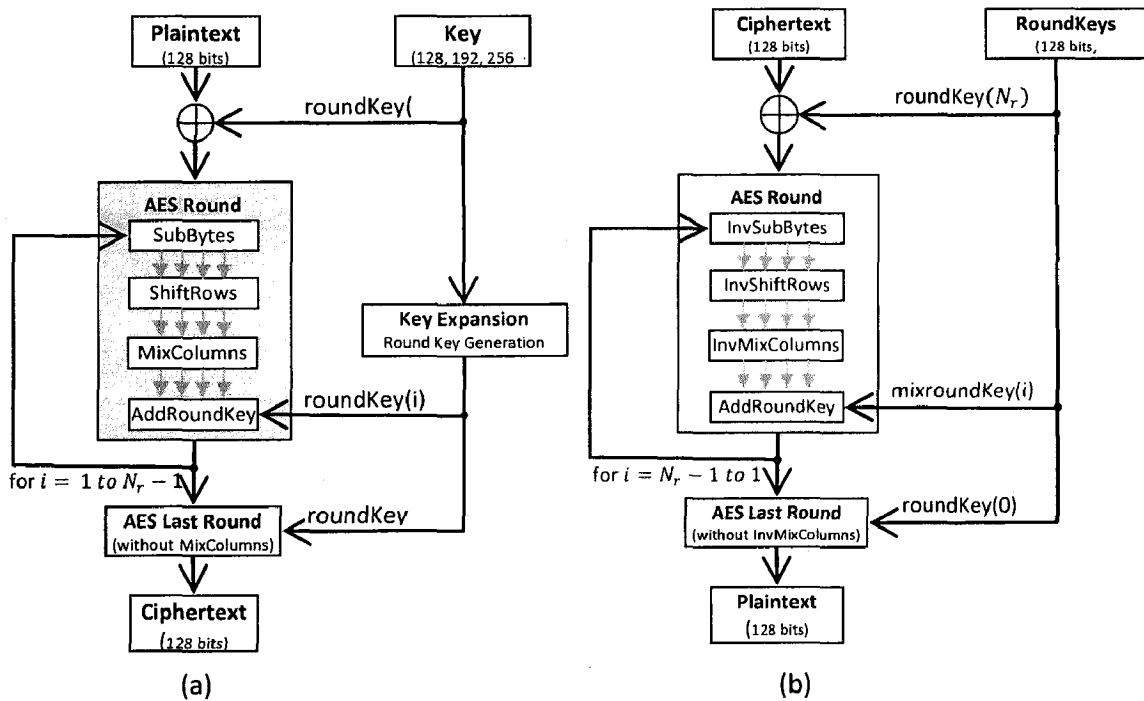 Plaintext
(128 bits)
Key
(128, 192, 256
roundKey(
AES Round
SubBytes
ShiftRows
MixColumns
AddRoundKey
Key Expansion
Round Key Generation
roundKey(i)
for i = 1 to Nᵣ − 1
AES Last Round
(without MixColumns)
roundKey
Ciphertext
(128 bits)
(a)
Ciphertext
(128 bits)
RoundKeys
(128 bits,
roundKey(Nᵣ)
AES Round
InvSubBytes
InvShiftRows
InvMixColumns
AddRoundKey
mixroundKey(i)
for i = Nᵣ − 1 to 1
AES Last Round
(without InvMixColumns)
roundKey(0)
Plaintext
(128 bits)
(b)